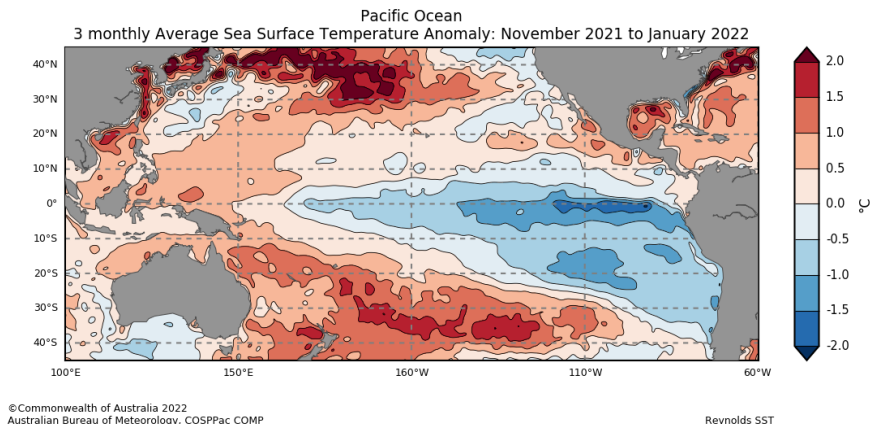 Pacific Ocean
3 monthly Average Sea Surface Temperature Anomaly: November 2021 to January 2022
40°N
30°N
20°N
10°N
0°
10°S
20°S
30°S
40°S
100°E
150°E
160°W
110°W
60°W
2.0
1.5
1.0
0.5
0.0
-0.5
-1.0
-1.5
-2.0
°C
©Commonwealth of Australia 2022
Australian Bureau of Meteorology, COSPPac COMP
Reynolds SST